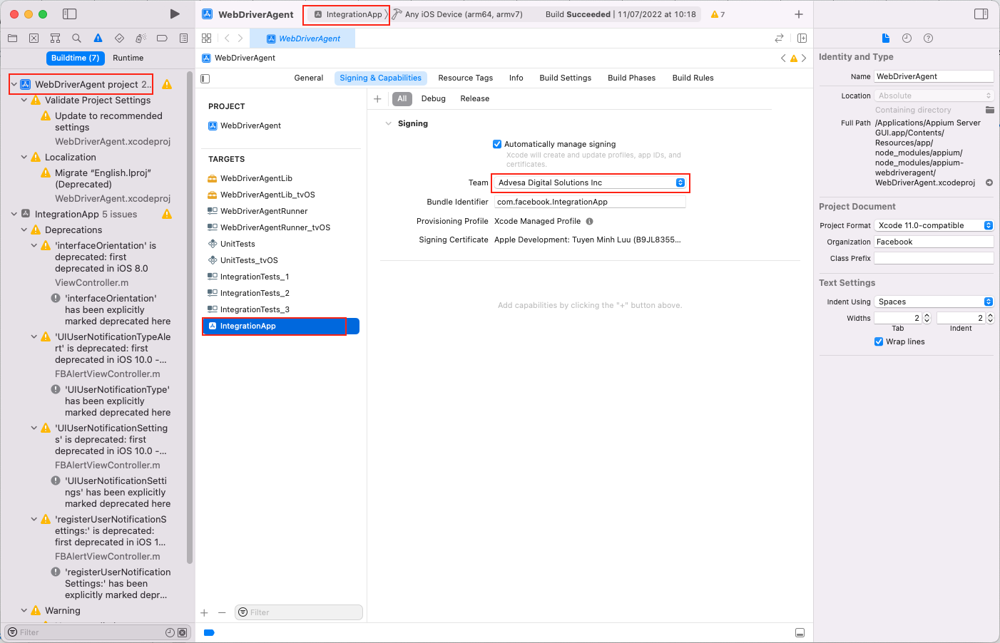 WebDriverAgent
IntegrationApp
Any iOS Device (arm64, armv7)
Build Succeeded | 11/07/2022 at 10:18
7
WebDriverAgent
Buildtime (7)
Runtime
WebDriverAgent project 2...
Validate Project Settings
Update to recommended
settings
WebDriverAgent.xcodeproj
Localization
Migrate “English.lproj”
(Deprecated)
WebDriverAgent.xcodeproj
IntegrationApp 5 issues
Deprecations
'interfaceOrientation' is
deprecated: first
deprecated in iOS 8.0
ViewController.m
'interfaceOrientation'
has been explicitly
marked deprecated here
'UIUserNotificationTypeAle
rt' is deprecated: first
deprecated in iOS 10.0 -...
FBAlertViewController.m
'UIUserNotificationType'
has been explicitly
marked deprecated here
'UIUserNotificationSetting
s' is deprecated: first
deprecated in iOS 10.0 -...
FBAlertViewController.m
'UIUserNotificationSetti
ngs' has been explicitly
marked deprecated here
'registerUserNotificationS
ettings:' is deprecated:
first deprecated in iOS 1...
FBAlertViewController.m
'registerUserNotification
Settings:' has been
explicitly marked depr...
Warning
Filter
WebDriverAgent
General
Signing & Capabilities
Resource Tags
Info
Build Settings
Build Phases
Build Rules
PROJECT
WebDriverAgent
TARGETS
WebDriverAgentLib
WebDriverAgentLib_tvOS
WebDriverAgentRunner
WebDriverAgentRunner_tvOS
UnitTests
UnitTests_tvOS
IntegrationTests_1
IntegrationTests_2
IntegrationTests_3
IntegrationApp
Filter
All
Debug
Release
Signing
Automatically manage signing
Xcode will create and update profiles, app IDs, and
certificates.
Team
Advesa Digital Solutions Inc
Bundle Identifier
com.facebook.IntegrationApp
Provisioning Profile
Xcode Managed Profile
Signing Certificate
Apple Development: Tuyen Minh Luu (B9JL8355...
Add capabilities by clicking the "+" button above.
Identity and Type
Name
WebDriverAgent
Location
Absolute
Containing directory
Full Path
/Applications/Appium Server
GUI.app/Contents/
Resources/app/
node_modules/appium/
node_modules/appium-
webdriveragent/
WebDriverAgent.xcodeproj
Project Document
Project Format
Xcode 11.0-compatible
Organization
Facebook
Class Prefix
Text Settings
Indent Using
Spaces
Widths
2
2
Tab
Indent
Wrap lines